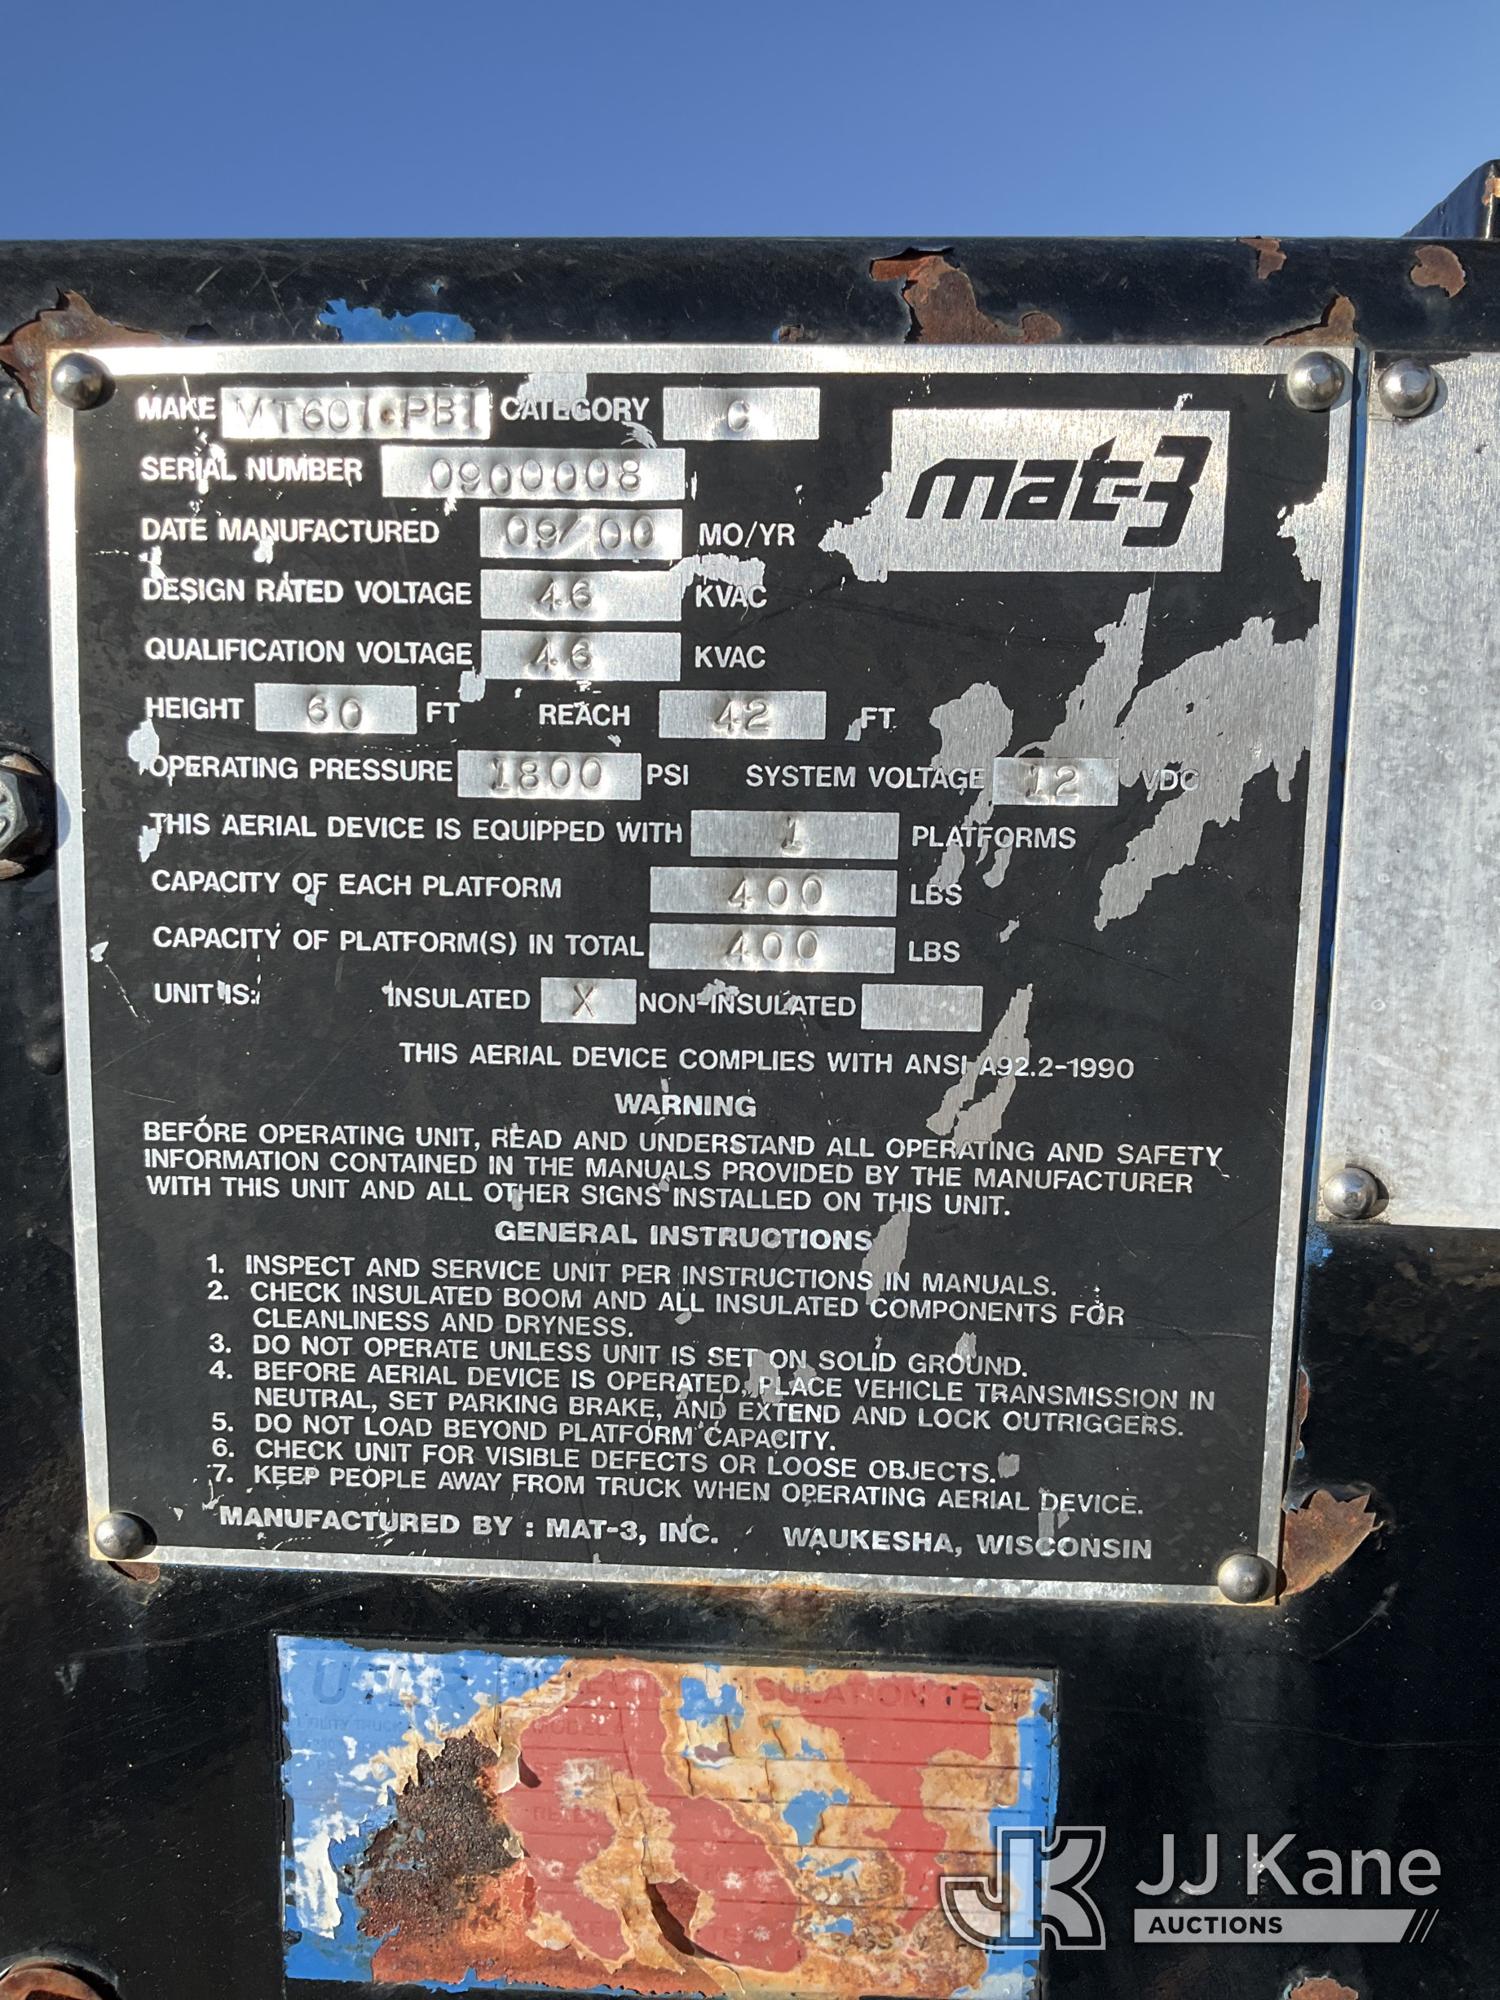 MAKE MT60I-PBI CATEGORY C
mat-3
SERIAL NUMBER 0900008
DATE MANUFACTURED 09/00 MO/YR
DESIGN RATED VOLTAGE 46 KVAC
QUALIFICATION VOLTAGE 46 KVAC
HEIGHT 60 FT REACH 42 FT
OPERATING PRESSURE 1800 PSI SYSTEM VOLTAGE 12 VDC
THIS AERIAL DEVICE IS EQUIPPED WITH 1 PLATFORMS
CAPACITY OF EACH PLATFORM 400 LBS
CAPACITY OF PLATFORM(S) IN TOTAL 400 LBS
UNIT IS: INSULATED X NON-INSULATED
THIS AERIAL DEVICE COMPLIES WITH ANSI A92.2-1990
WARNING
BEFORE OPERATING UNIT, READ AND UNDERSTAND ALL OPERATING AND SAFETY
INFORMATION CONTAINED IN THE MANUALS PROVIDED BY THE MANUFACTURER
WITH THIS UNIT AND ALL OTHER SIGNS INSTALLED ON THIS UNIT.
GENERAL INSTRUCTIONS
1. INSPECT AND SERVICE UNIT PER INSTRUCTIONS IN MANUALS.
2. CHECK INSULATED BOOM AND ALL INSULATED COMPONENTS FOR
CLEANLINESS AND DRYNESS.
3. DO NOT OPERATE UNLESS UNIT IS SET ON SOLID GROUND.
4. BEFORE AERIAL DEVICE IS OPERATED, PLACE VEHICLE TRANSMISSION IN
NEUTRAL, SET PARKING BRAKE, AND EXTEND AND LOCK OUTRIGGERS.
5. DO NOT LOAD BEYOND PLATFORM CAPACITY.
6. CHECK UNIT FOR VISIBLE DEFECTS OR LOOSE OBJECTS.
7. KEEP PEOPLE AWAY FROM TRUCK WHEN OPERATING AERIAL DEVICE.
MANUFACTURED BY : MAT-3, INC. WAUKESHA, WISCONSIN
TEST
TRUCK
MODEL
JK JJ Kane
AUCTIONS